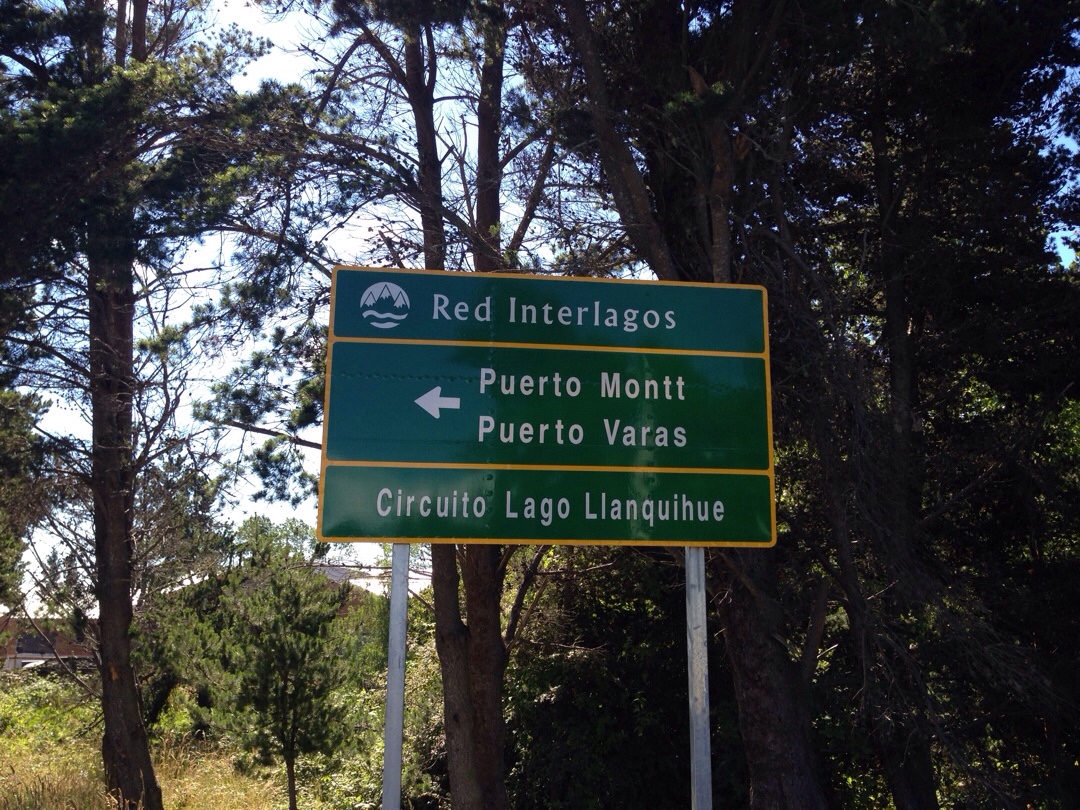 Red Interlagos
Puerto Montt
Puerto Varas
Circuito Lago Llanquihue